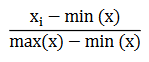 xᵢ − min (x)
max(x) − min (x)